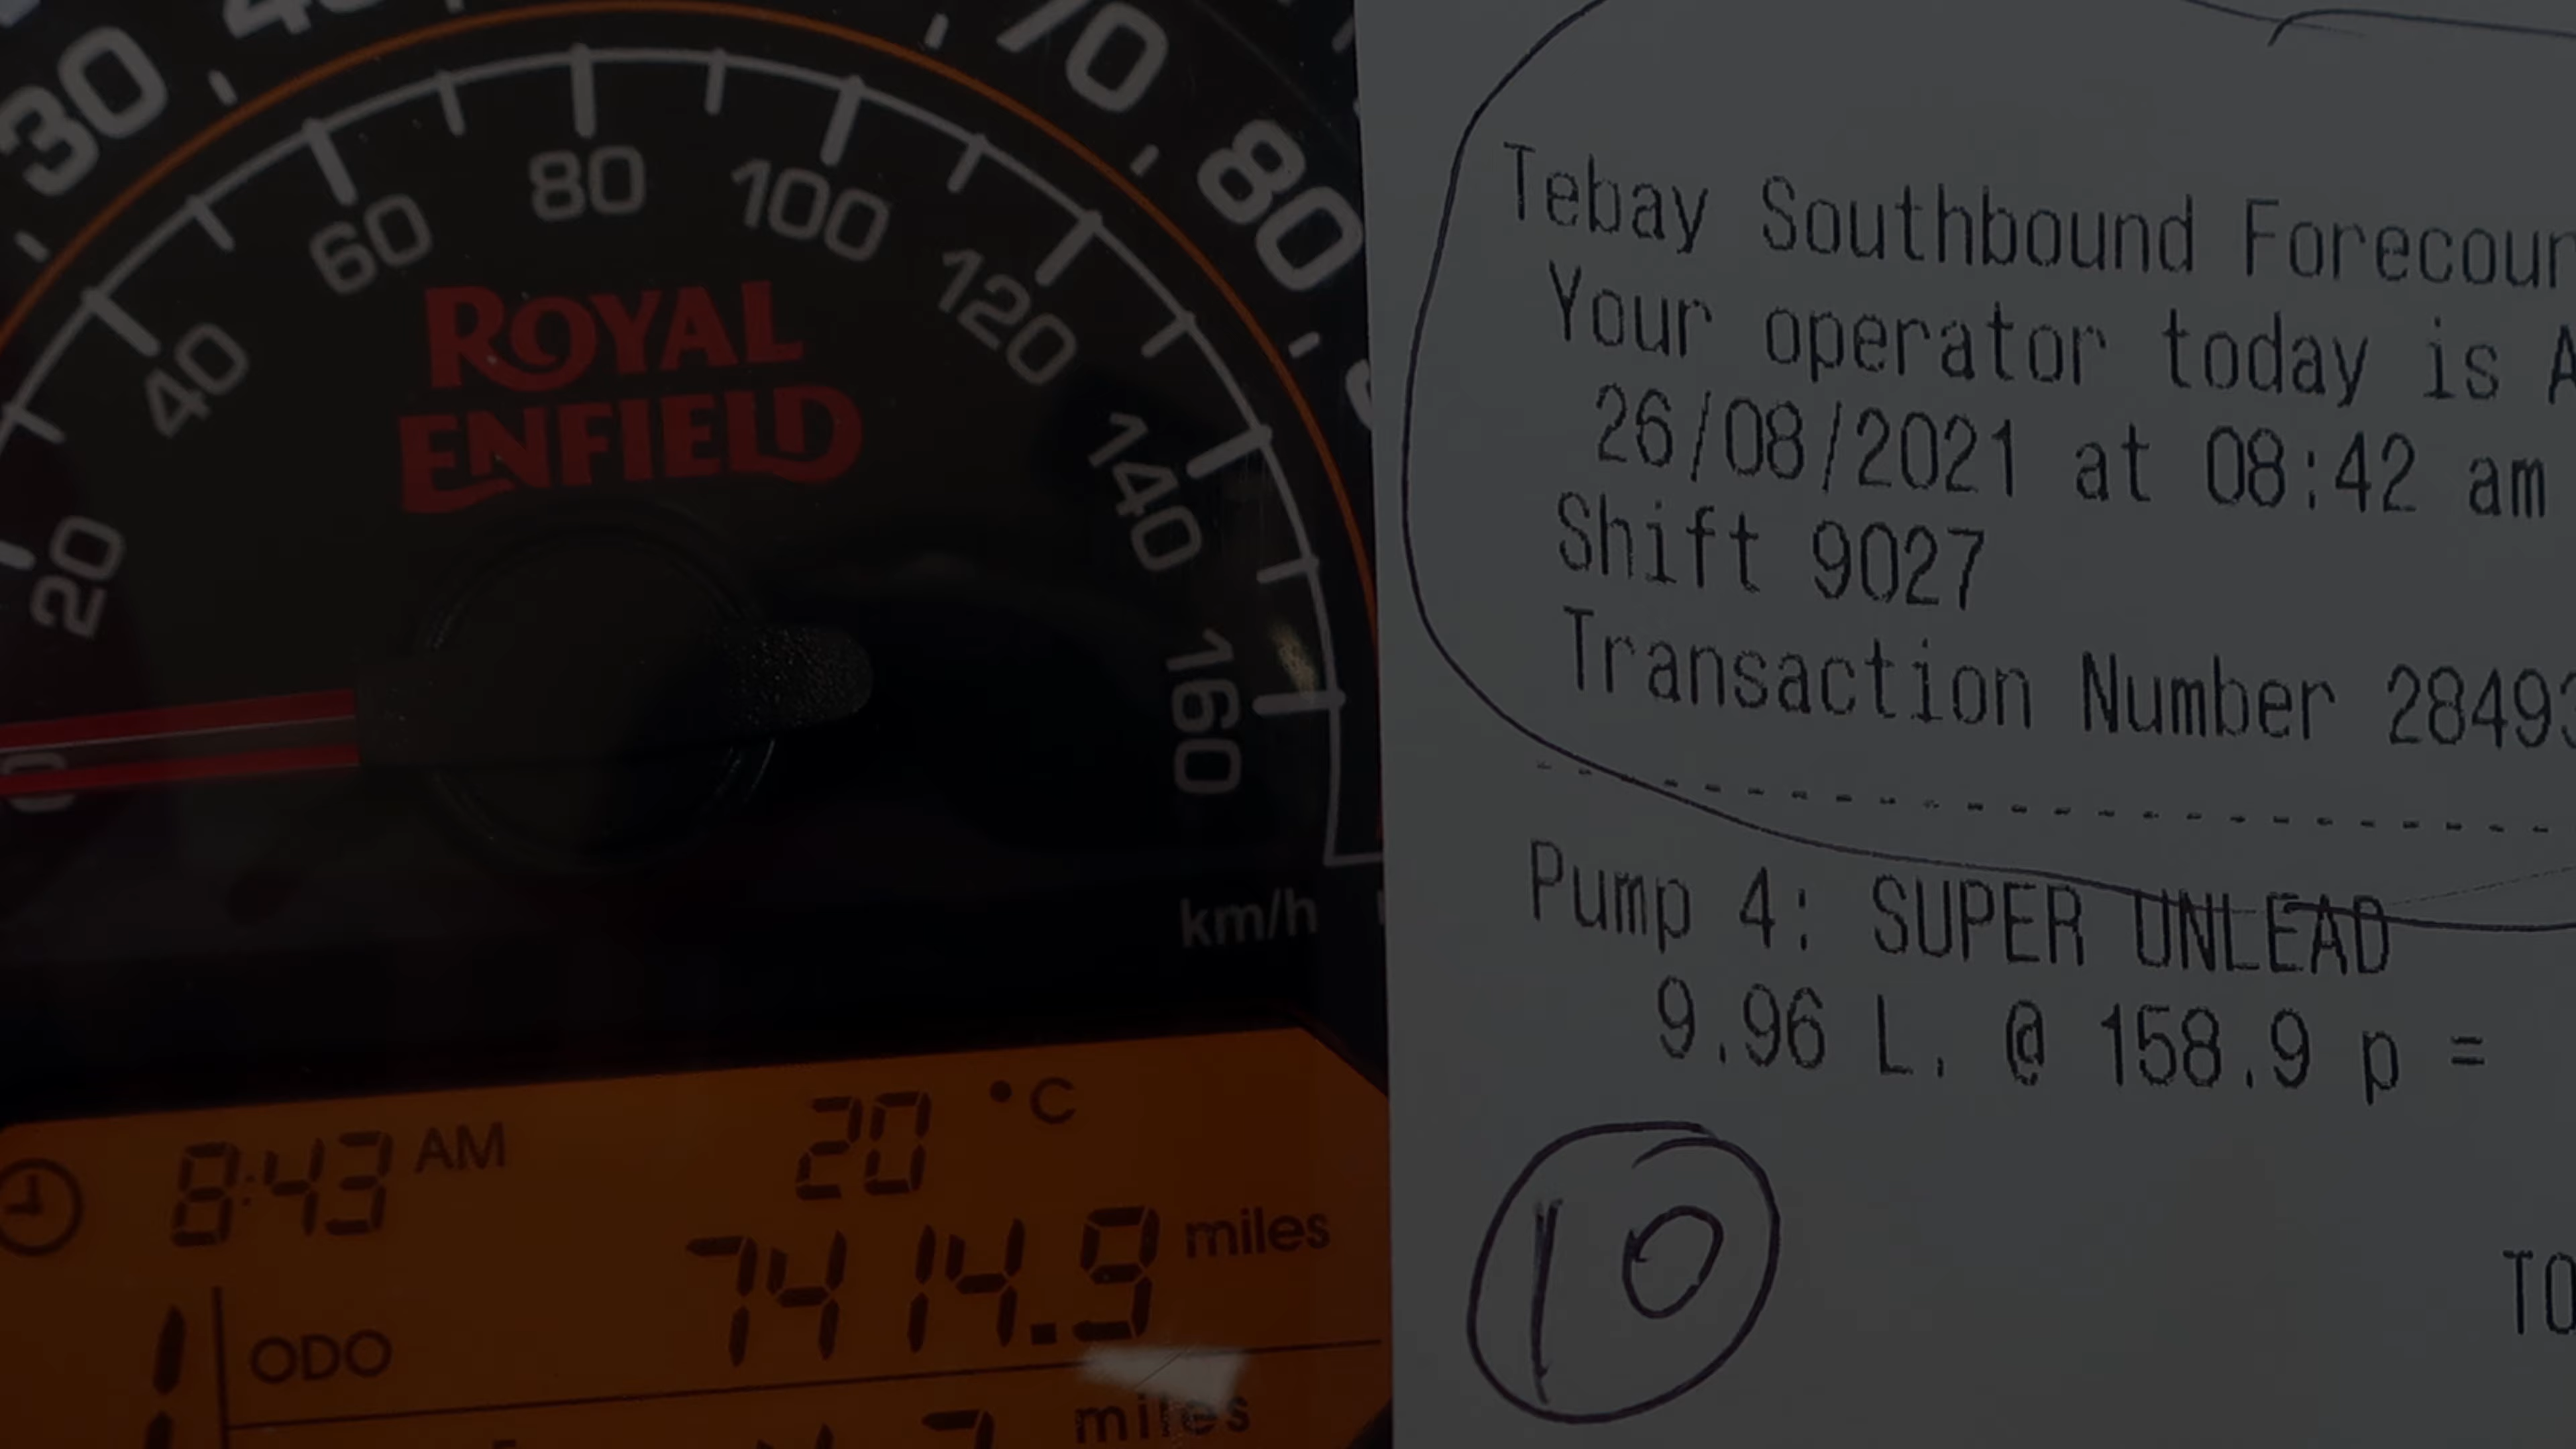 30
70
80
20
40
60
80
100
120
140
160
0
ROYAL
ENFIELD
km/h
8:43 AM
20 °C
ODO
7414.9 miles
miles
Tebay Southbound Forecour
Your operator today is A
26/08/2021 at 08:42 am
Shift 9027
Transaction Number 2849
Pump 4: SUPER UNLEAD
9.96 L. @ 158.9 p =
10
TO